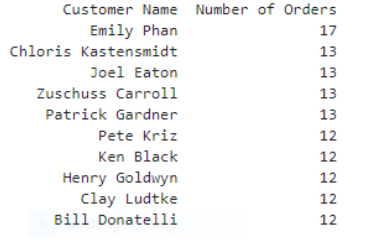 Customer Name Number of Orders
Emily Phan 17
Chloris Kastensmidt 13
Joel Eaton 13
Zuschuss Carroll 13
Patrick Gardner 13
Pete Kriz 12
Ken Black 12
Henry Goldwyn 12
Clay Ludtke 12
Bill Donatelli 12